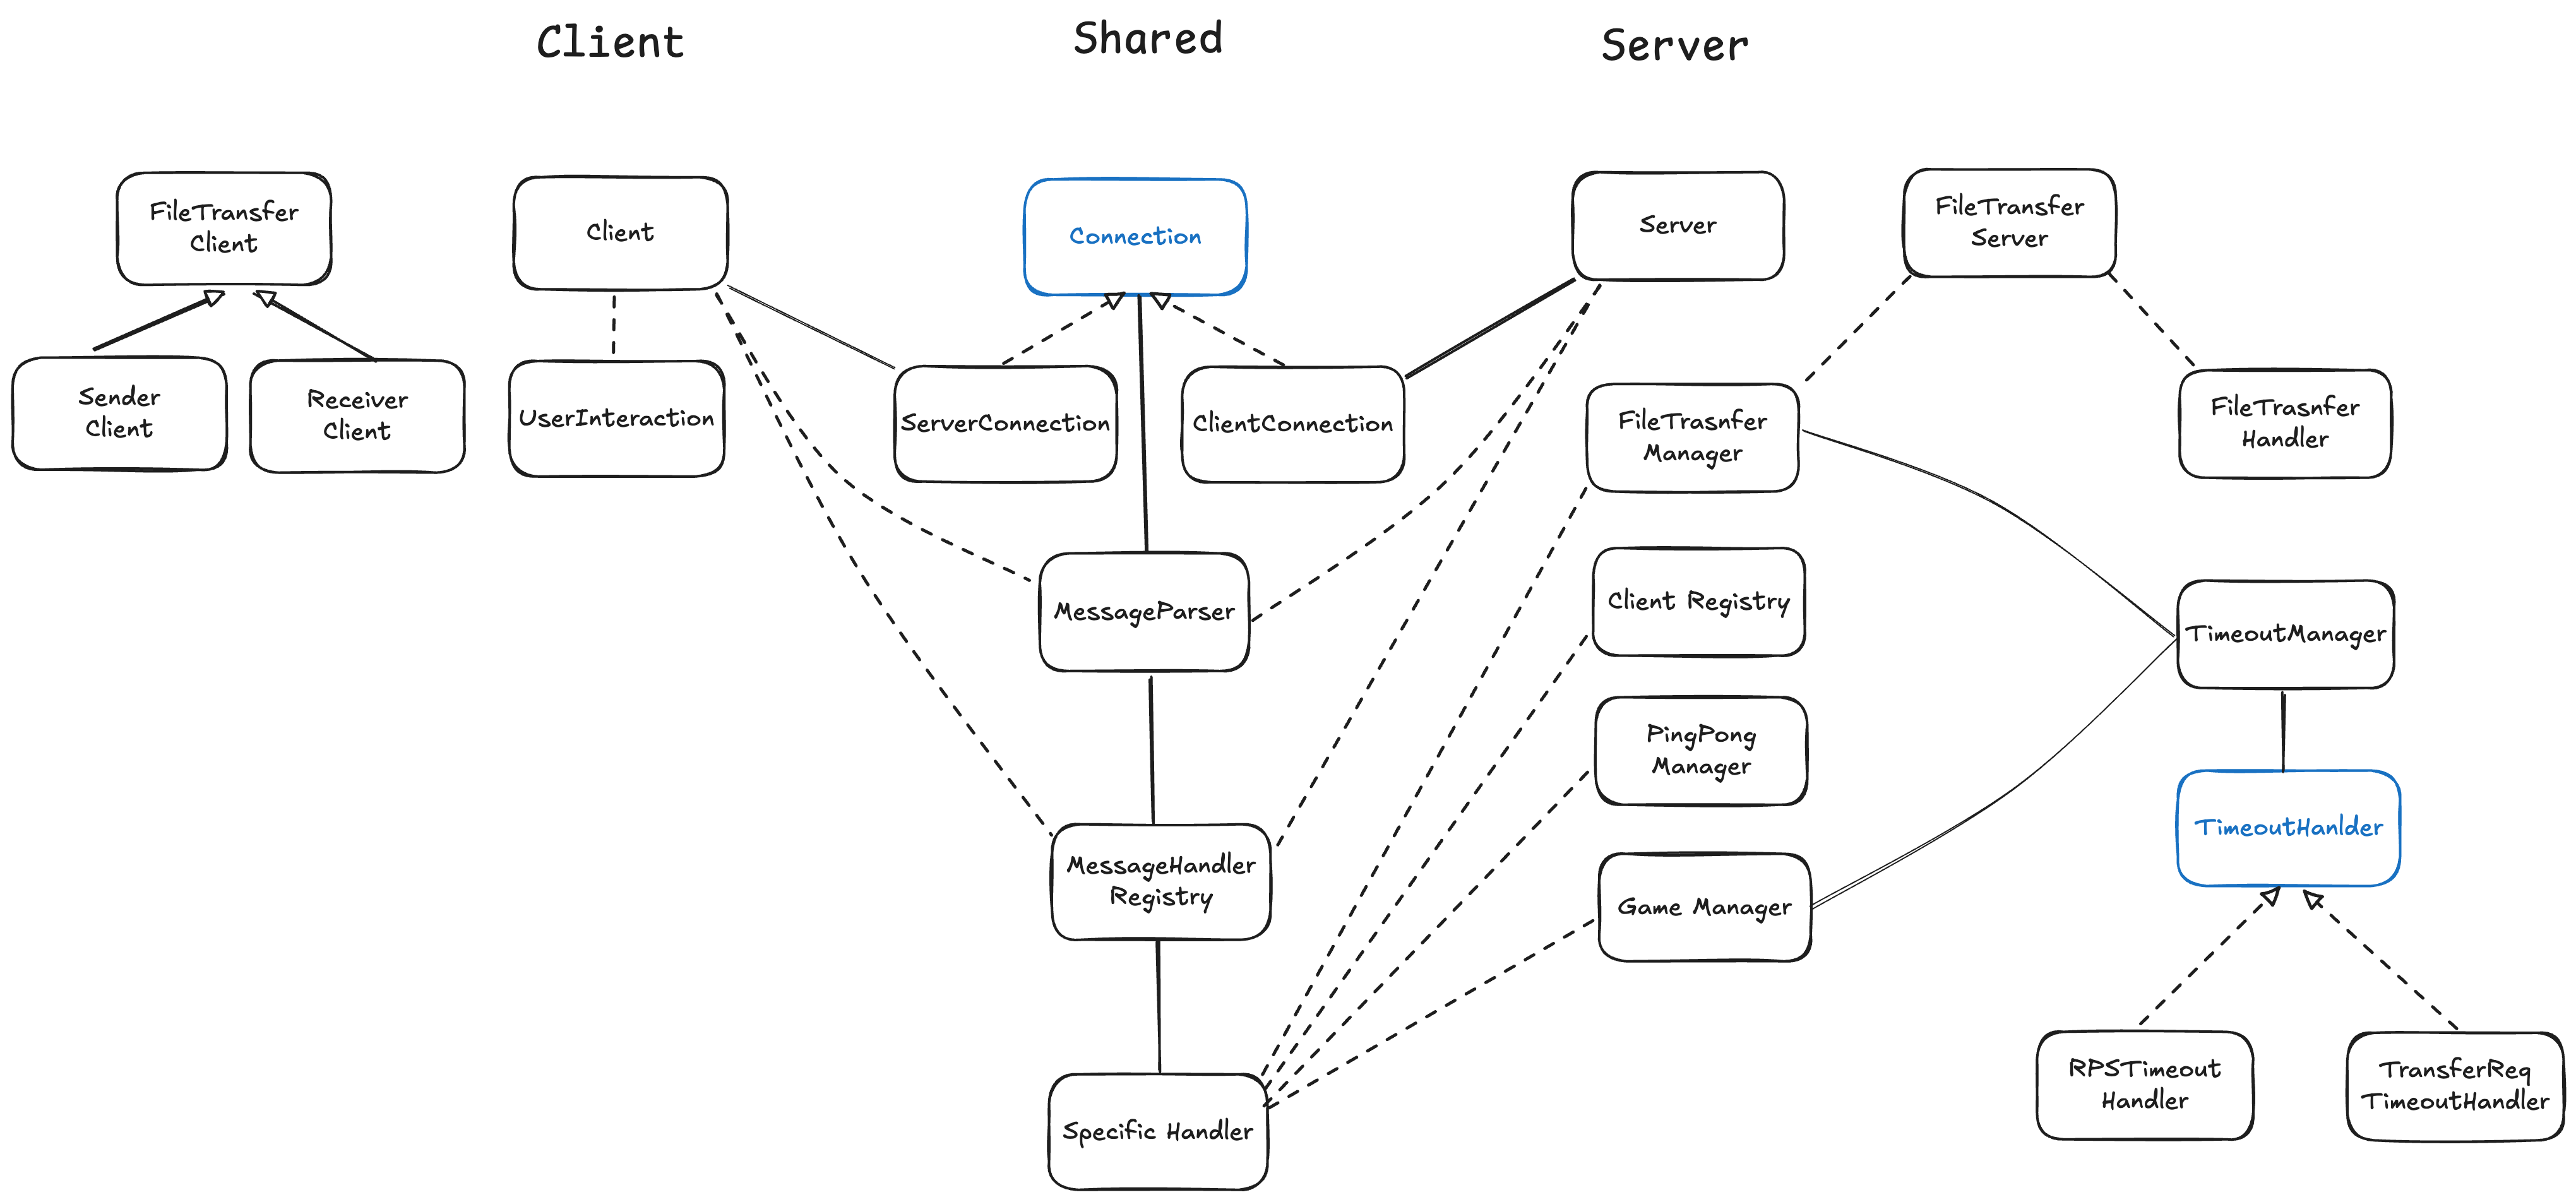 Client
Shared
Server
FileTransfer
Client
Client
Connection
Server
FileTransfer
Server
Sender
Client
Receiver
Client
UserInteraction
ServerConnection
ClientConnection
FileTrasnfer
Manager
FileTrasnfer
Handler
MessageParser
Client Registry
TimeoutManager
PingPong
Manager
TimeoutHanlder
MessageHandler
Registry
Game Manager
RPSTimeout
Handler
TransferReq
TimeoutHandler
Specific Handler